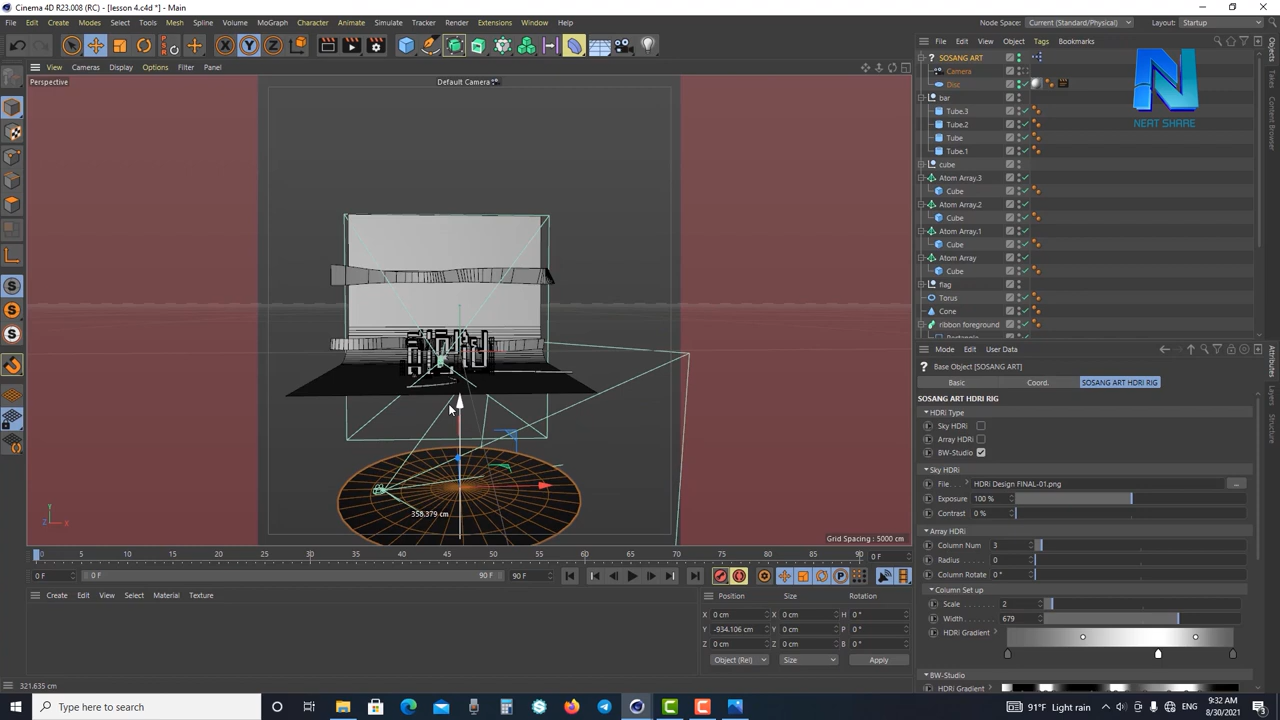 Cinema 4D R23.008 (RC) - [lesson 4.c4d *] - Main
File Edit Create Modes Select Tools Mesh Spline Volume MoGraph Character Animate Simulate Tracker Render Extensions Window Help
Node Space: Current (Standard/Physical) Layout: Startup
View Cameras Display Options Filter Panel
Perspective
Default Camera
356.379 cm
Grid Spacing : 5000 cm
0 5 10 15 20 25 30 35 40 45 50 55 60 65 70 75 80 85 90
0 F
0 F 0 F 90 F 90 F
Create Edit View Select Material Texture
Position Size Rotation
X 0 cm X 0 cm H 0 °
Y -934.106 cm Y 0 cm P 0 °
Z 0 cm Z 0 cm B 0 °
Object (Rel) Size Apply
321.635 cm
File Edit View Object Tags Bookmarks
SOSANG ART
Camera
Disc
bar
Tube.3
Tube.2
Tube
Tube.1
cube
Atom Array.3
Cube
Atom Array.2
Cube
Atom Array.1
Cube
Atom Array
Cube
flag
Torus
Cone
ribbon foreground
Rectangle
NEAT SHARE
Objects
Takes
Content Browser
Attributes
Layers
Structure
Mode Edit User Data
Base Object [SOSANG ART]
Basic Coord. SOSANG ART HDRI RIG
SOSANG ART HDRI RIG
HDRi Type
Sky HDRi
Array HDRi
BW-Studio
Sky HDRi
File HDRi Design FINAL-01.png ...
Exposure 100 %
Contrast 0 %
Array HDRi
Column Num 3
Radius 0
Column Rotate 0 °
Column Set up
Scale 2
Width 679
HDRi Gradient
BW-Studio
HDRi Gradient
Type here to search
91°F Light rain
ENG
9:32 AM
8/30/2021